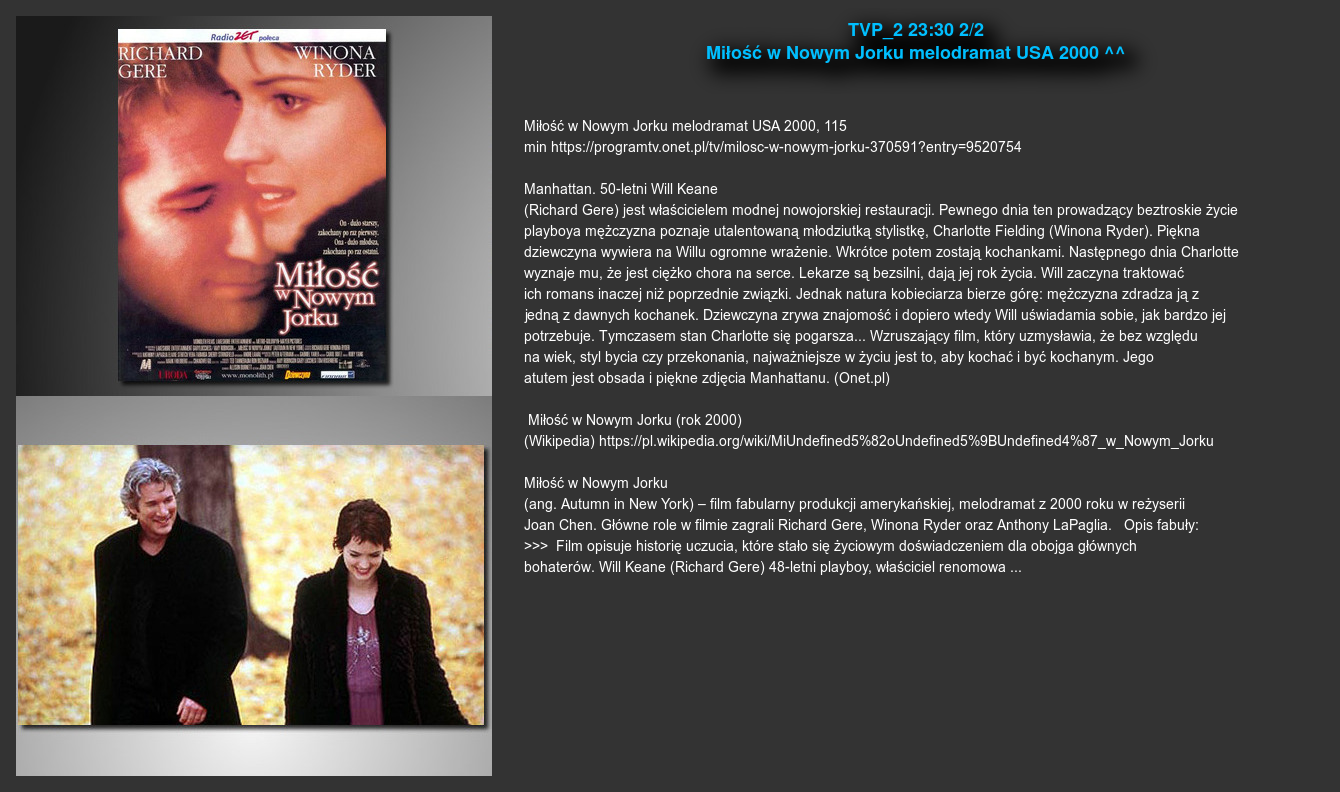 Radio ZET poleca
RICHARD GERE
WINONA RYDER
On - dużo starszy,
zakochany po raz pierwszy.
Ona - dużo młodsza,
zakochana po raz ostatni.
Miłość
w Nowym
Jorku
URODA
www.monolith.pl
TVP_2 23:30 2/2
Miłość w Nowym Jorku melodramat USA 2000 ^^
Miłość w Nowym Jorku melodramat USA 2000, 115
min https://programtv.onet.pl/tv/milosc-w-nowym-jorku-370591?entry=9520754
Manhattan. 50-letni Will Keane
(Richard Gere) jest właścicielem modnej nowojorskiej restauracji. Pewnego dnia ten prowadzący beztroskie życie
playboya mężczyzna poznaje utalentowaną młodziutką stylistkę, Charlotte Fielding (Winona Ryder). Piękna
dziewczyna wywiera na Willu ogromne wrażenie. Wkrótce potem zostają kochankami. Następnego dnia Charlotte
wyznaje mu, że jest ciężko chora na serce. Lekarze są bezsilni, dają jej rok życia. Will zaczyna traktować
ich romans inaczej niż poprzednie związki. Jednak natura kobieciarza bierze górę: mężczyzna zdradza ją z
jedną z dawnych kochanek. Dziewczyna zrywa znajomość i dopiero wtedy Will uświadamia sobie, jak bardzo jej
potrzebuje. Tymczasem stan Charlotte się pogarsza... Wzruszający film, który uzmysławia, że bez względu
na wiek, styl bycia czy przekonania, najważniejsze w życiu jest to, aby kochać i być kochanym. Jego
atutem jest obsada i piękne zdjęcia Manhattanu. (Onet.pl)
Miłość w Nowym Jorku (rok 2000)
(Wikipedia) https://pl.wikipedia.org/wiki/MiUndefined5%82oUndefined5%9BUndefined4%87_w_Nowym_Jorku
Miłość w Nowym Jorku
(ang. Autumn in New York) – film fabularny produkcji amerykańskiej, melodramat z 2000 roku w reżyserii
Joan Chen. Główne role w filmie zagrali Richard Gere, Winona Ryder oraz Anthony LaPaglia. Opis fabuły:
>>> Film opisuje historię uczucia, które stało się życiowym doświadczeniem dla obojga głównych
bohaterów. Will Keane (Richard Gere) 48-letni playboy, właściciel renomowa ...